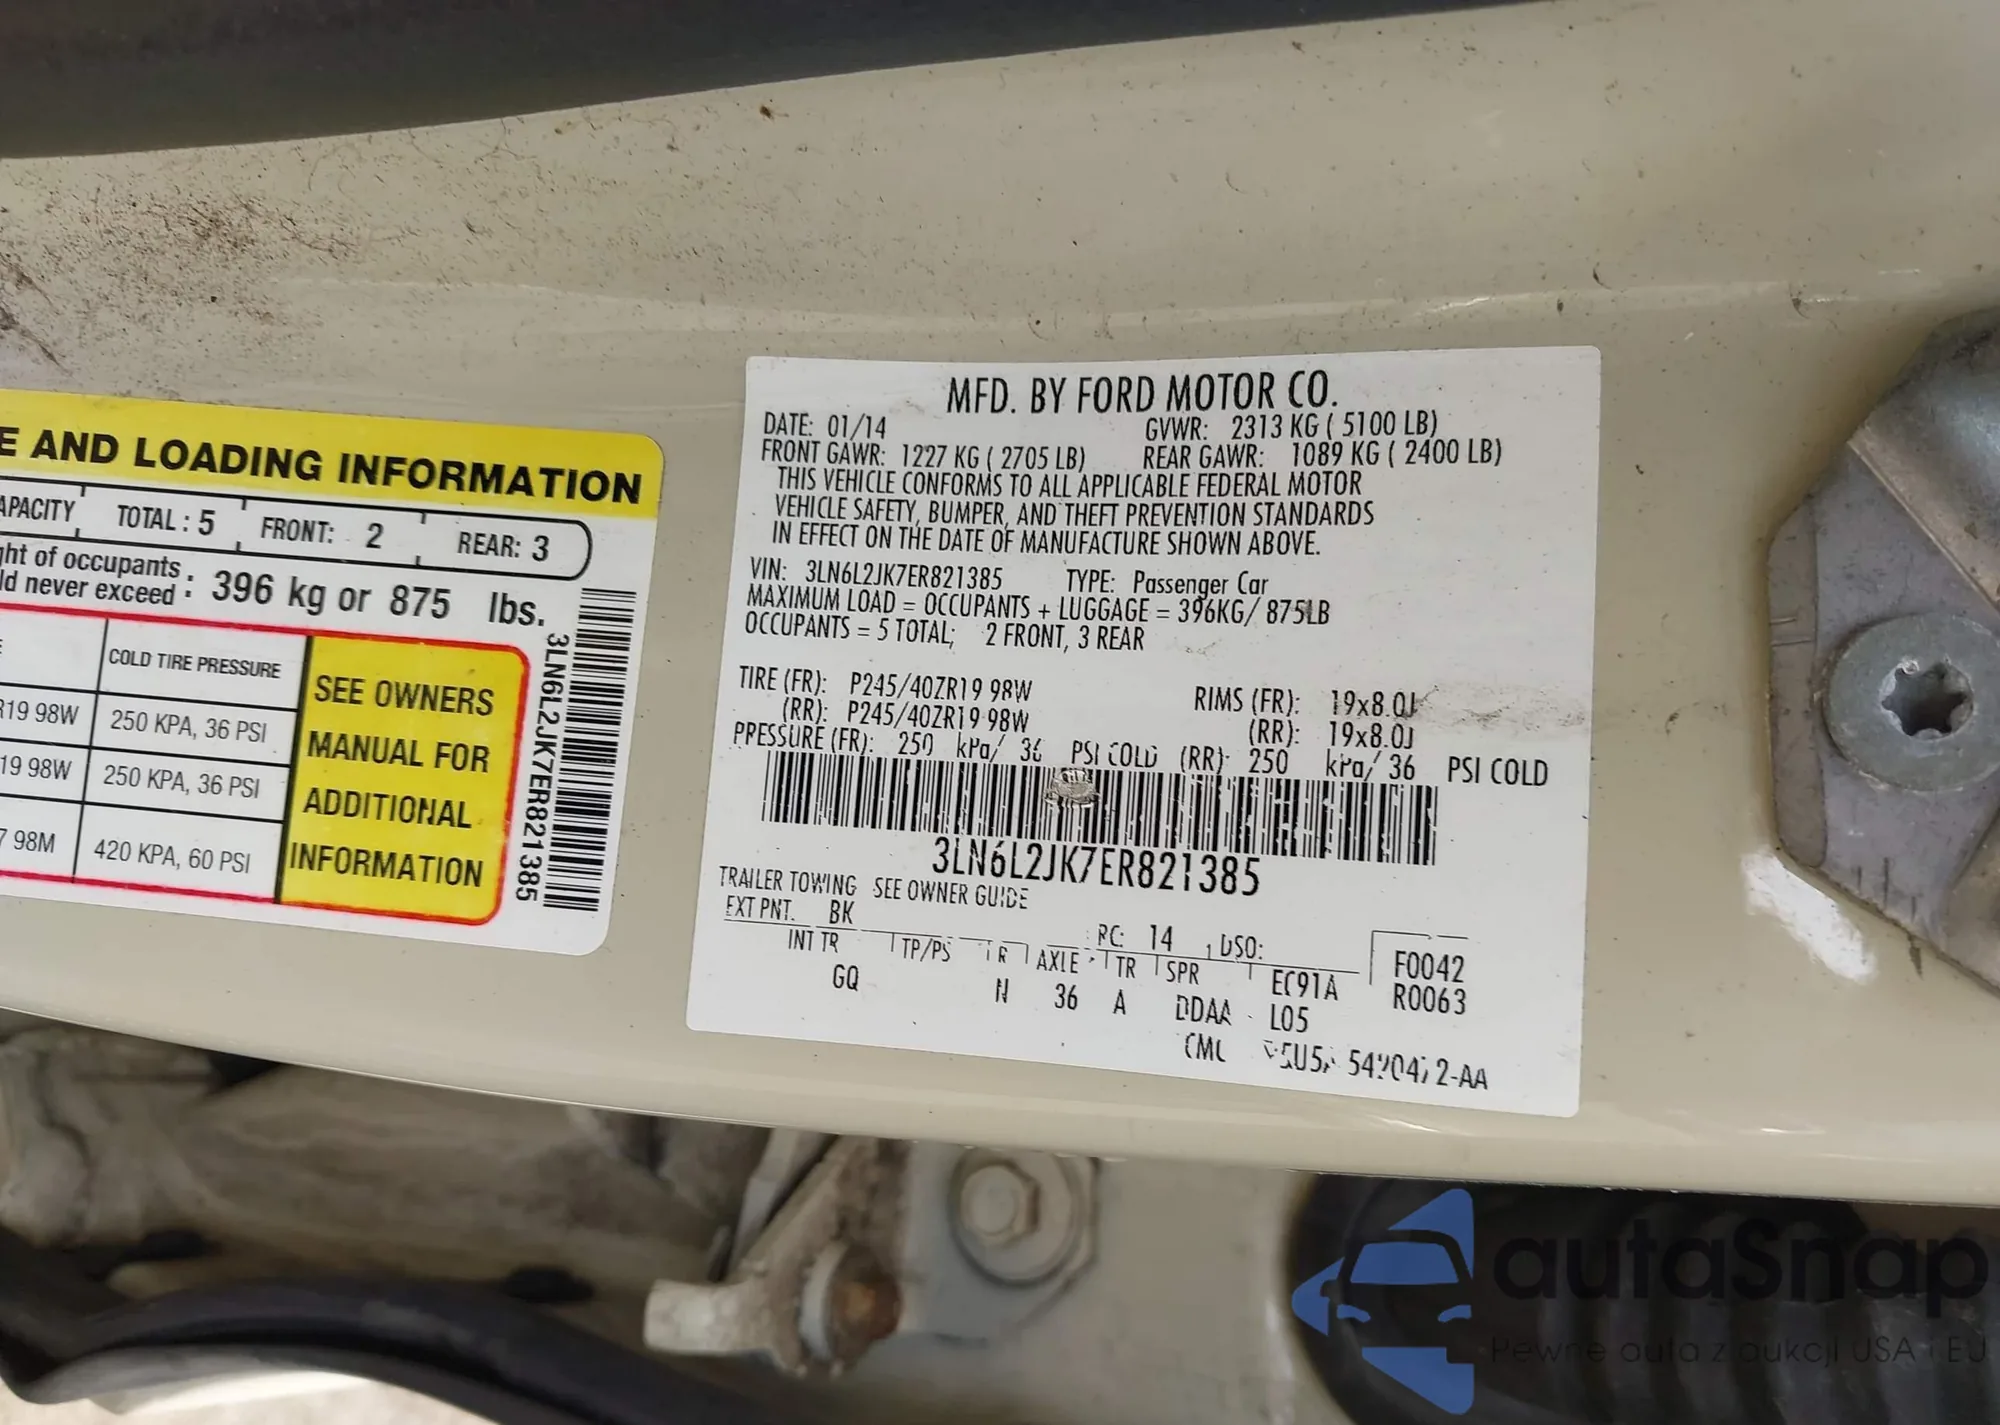 E AND LOADING INFORMATION
APACITY TOTAL : 5 FRONT: 2 REAR: 3
ght of occupants
ld never exceed : 396 kg or 875 lbs.
COLD TIRE PRESSURE
R19 98W 250 KPA, 36 PSI
19 98W 250 KPA, 36 PSI
7 98M 420 KPA, 60 PSI
SEE OWNERS
MANUAL FOR
ADDITIONAL
INFORMATION
3LN6L2JK7ER821385
MFD. BY FORD MOTOR CO.
DATE: 01/14 GVWR: 2313 KG ( 5100 LB)
FRONT GAWR: 1227 KG ( 2705 LB) REAR GAWR: 1089 KG ( 2400 LB)
THIS VEHICLE CONFORMS TO ALL APPLICABLE FEDERAL MOTOR
VEHICLE SAFETY, BUMPER, AND THEFT PREVENTION STANDARDS
IN EFFECT ON THE DATE OF MANUFACTURE SHOWN ABOVE.
VIN: 3LN6L2JK7ER821385 TYPE: Passenger Car
MAXIMUM LOAD = OCCUPANTS + LUGGAGE = 396KG/ 875LB
OCCUPANTS = 5 TOTAL; 2 FRONT, 3 REAR
TIRE (FR): P245/40ZR19 98W RIMS (FR): 19x8.0J
(RR): P245/40ZR19 98W (RR): 19x8.0J
PRESSURE (FR): 250 kPa/ 36 PSI COLD (RR): 250 kPa/ 36 PSI COLD
3LN6L2JK7ER821385
TRAILER TOWING SEE OWNER GUIDE
EXT PNT. BK RC: 14 DSO: F0042
INT TR TP/PS R AXLE TR SPR EC91A R0063
GQ N 36 A DDAA L05
autaSnap
Pewne auta z aukcji USA i EU